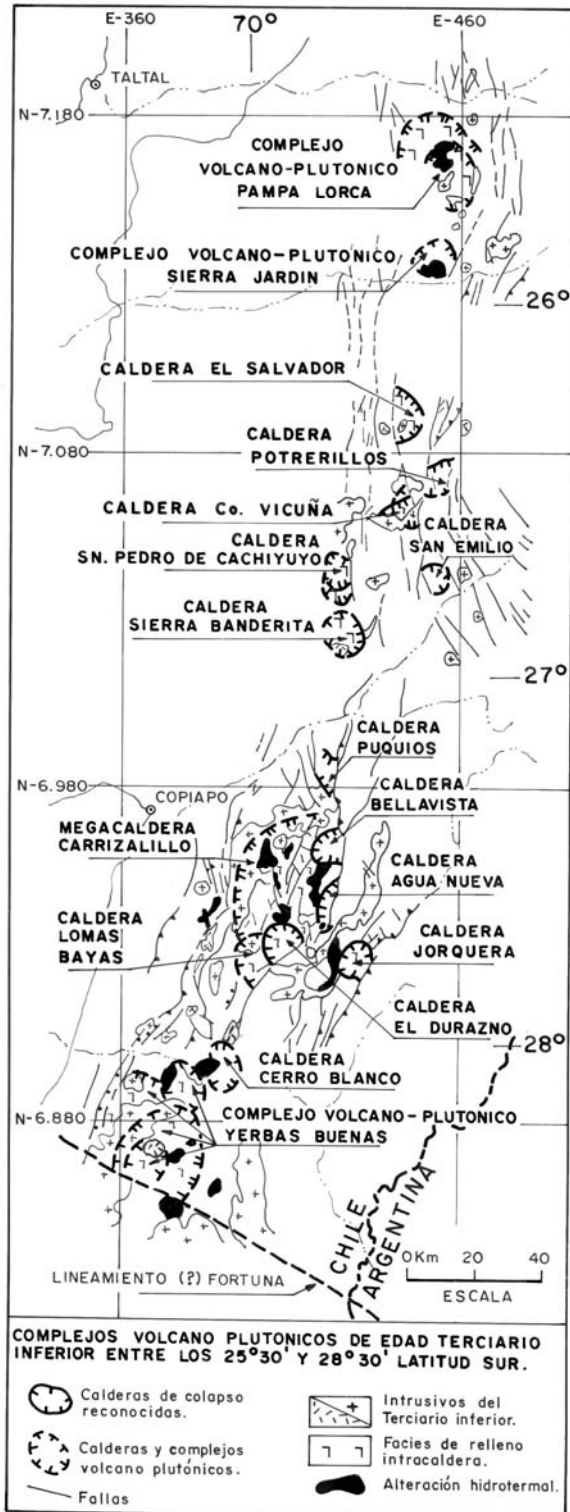 E-360
70°
E-460
TALTAL
N-7.180
COMPLEJO
VOLCANO-PLUTONICO
PAMPA LORCA
COMPLEJO VOLCANO-PLUTONICO
SIERRA JARDIN
26°
CALDERA EL SALVADOR
N-7.080
CALDERA
POTRERILLOS
CALDERA Co. VICUÑA
CALDERA
SAN EMILIO
CALDERA
SN. PEDRO DE CACHIYUYO
CALDERA
SIERRA BANDERITA
27°
CALDERA
PUQUIOS
N-6.980
COPIAPO
CALDERA
BELLAVISTA
MEGACALDERA
CARRIZALILLO
CALDERA
AGUA NUEVA
CALDERA
LOMAS
BAYAS
CALDERA
JORQUERA
CALDERA
EL DURAZNO
28°
CALDERA
CERRO BLANCO
N-6.880
COMPLEJO VOLCANO-PLUTONICO
YERBAS BUENAS
CHILE
ARGENTINA
LINEAMIENTO (?) FORTUNA
0Km 20 40
ESCALA
COMPLEJOS VOLCANO PLUTONICOS DE EDAD TERCIARIO
INFERIOR ENTRE LOS 25°30' Y 28°30' LATITUD SUR.
Calderas de colapso
reconocidas.
Calderas y complejos
volcano plutónicos.
Fallas
Intrusivos del
Terciario inferior.
Facies de relleno
intracaldera.
Alteración hidrotermal.